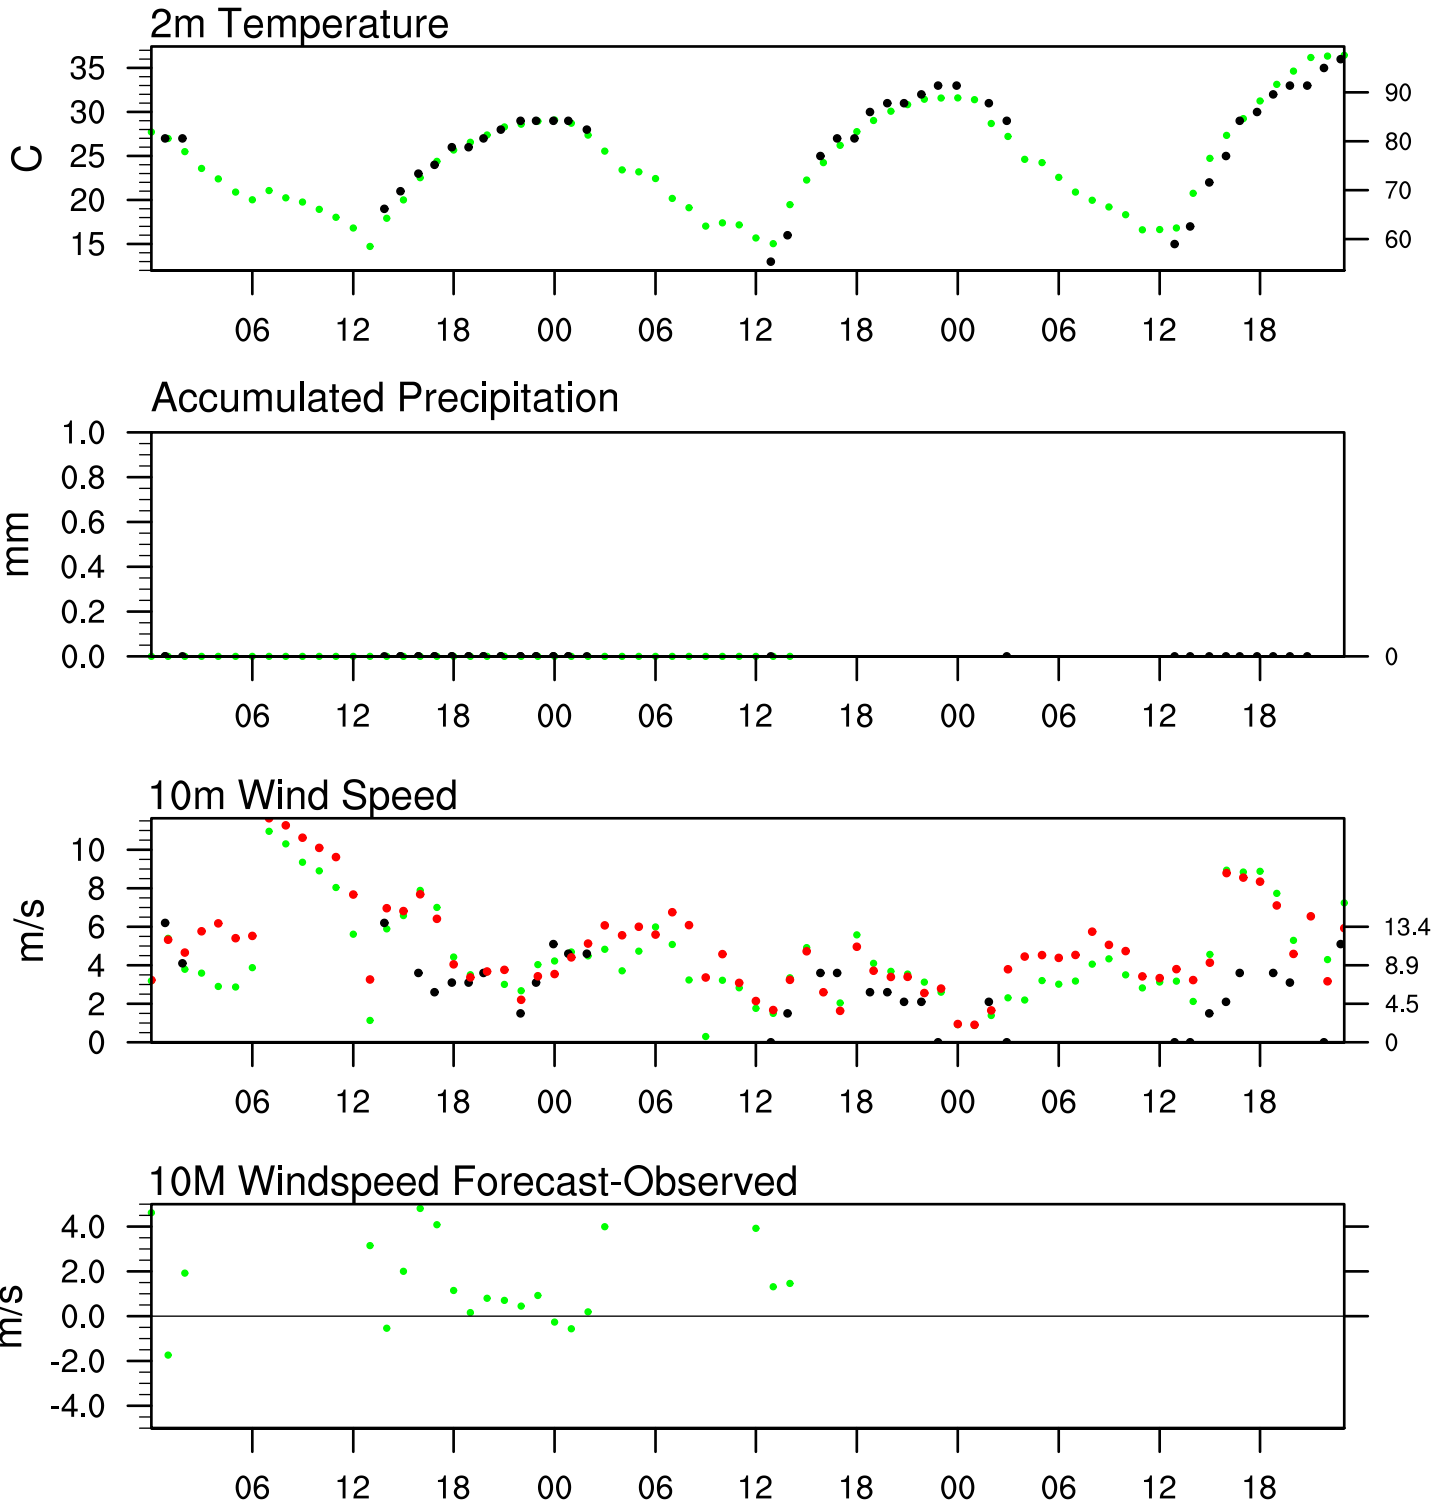 2m Temperature
35
30
25
20
15
C
90
80
70
60
06 12 18 00 06 12 18 00 06 12 18
Accumulated Precipitation
1.0
0.8
0.6
0.4
0.2
0.0
mm
0
06 12 18 00 06 12 18 00 06 12 18
10m Wind Speed
10
8
6
4
2
0
m/s
13.4
8.9
4.5
0
06 12 18 00 06 12 18 00 06 12 18
10M Windspeed Forecast-Observed
4.0
2.0
0.0
-2.0
-4.0
m/s
06 12 18 00 06 12 18 00 06 12 18